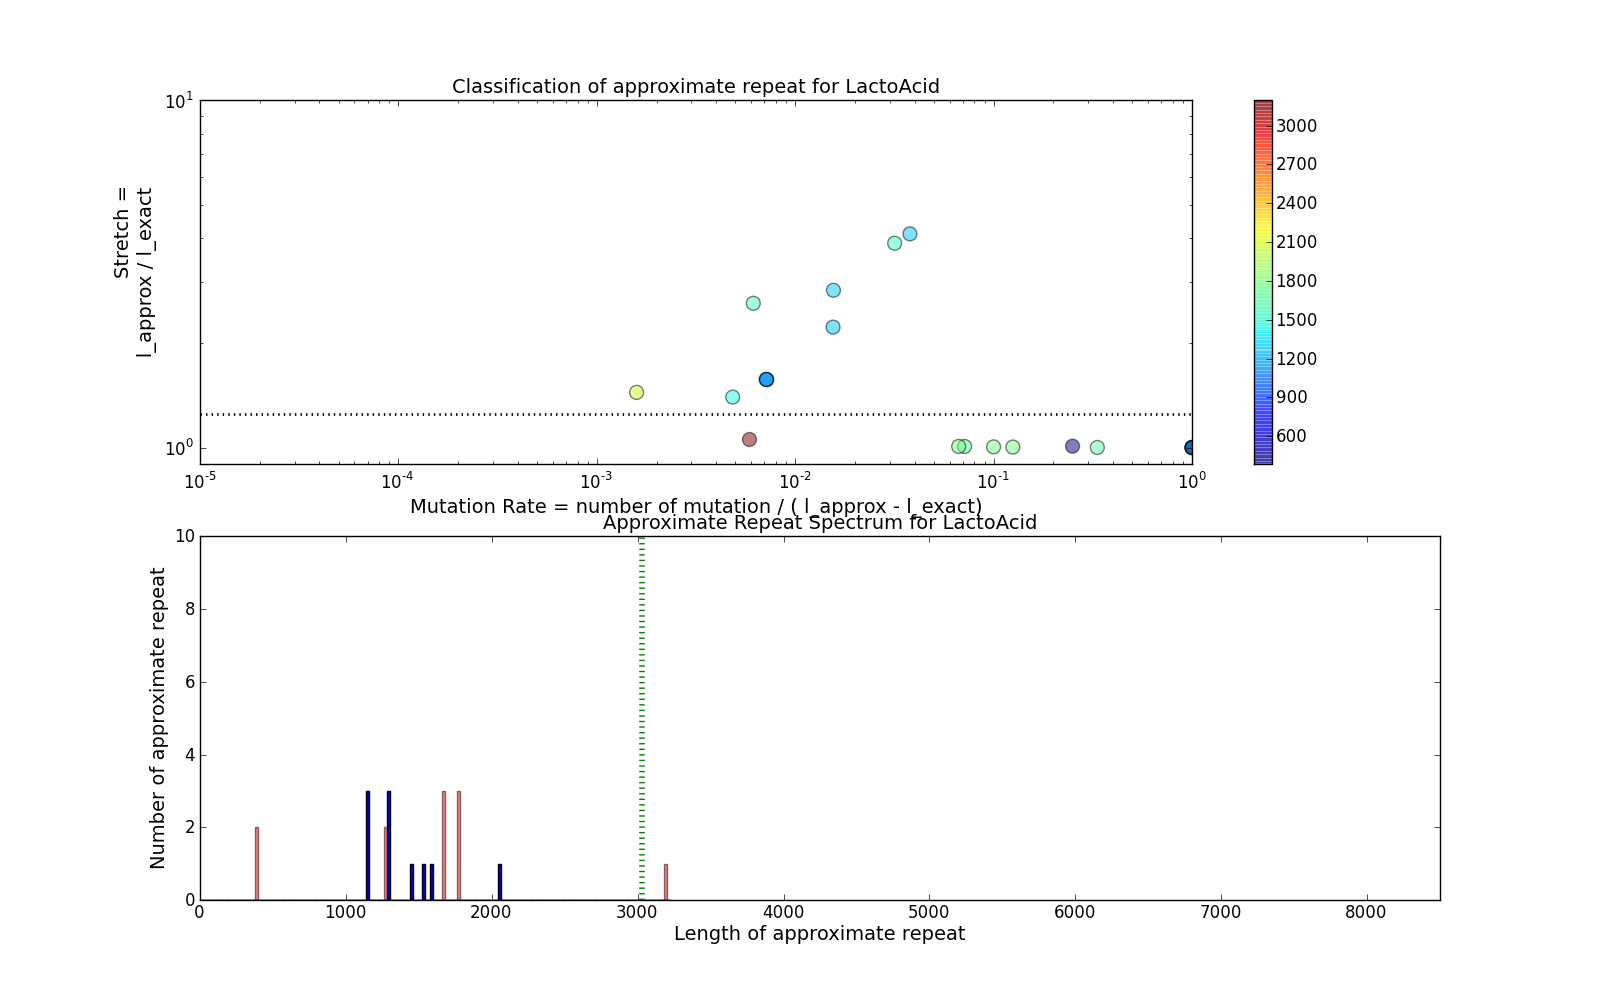 Classification of approximate repeat for LactoAcid
10^1
10^0
Stretch =
l_approx / l_exact
10^-5 10^-4 10^-3 10^-2 10^-1 10^0
Mutation Rate = number of mutation / ( l_approx - l_exact)
3000
2700
2400
2100
1800
1500
1200
900
600
Approximate Repeat Spectrum for LactoAcid
10
8
6
4
2
0
Number of approximate repeat
0 1000 2000 3000 4000 5000 6000 7000 8000
Length of approximate repeat